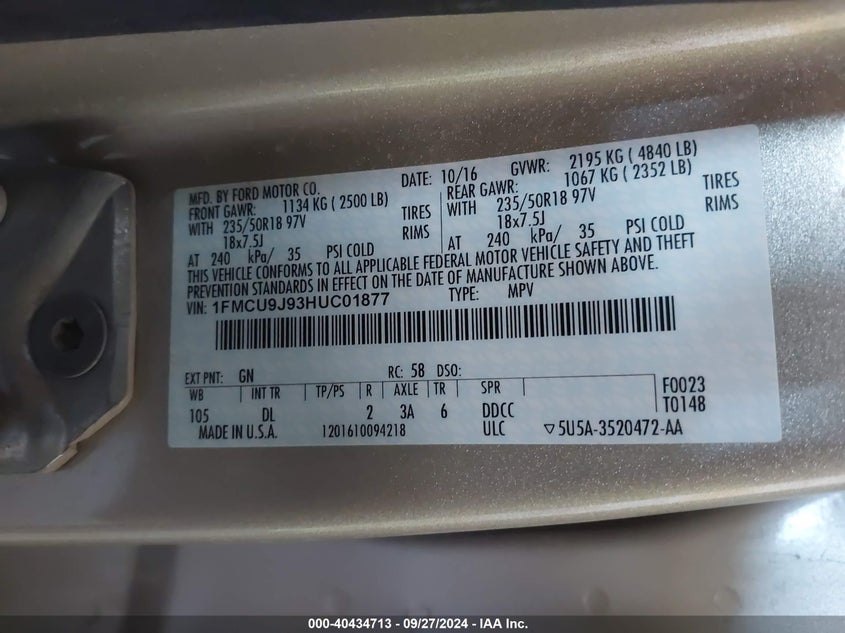 MFD. BY FORD MOTOR CO. DATE: 10/16 GVWR: 2195 KG ( 4840 LB)
FRONT GAWR: 1134 KG ( 2500 LB) REAR GAWR: 1067 KG ( 2352 LB)
WITH 235/50R18 97V TIRES WITH 235/50R18 97V TIRES
18x7.5J RIMS 18x7.5J RIMS
AT 240 kPa/ 35 PSI COLD AT 240 kPa/ 35 PSI COLD
THIS VEHICLE CONFORMS TO ALL APPLICABLE FEDERAL MOTOR VEHICLE SAFETY AND THEFT
PREVENTION STANDARDS IN EFFECT ON THE DATE OF MANUFACTURE SHOWN ABOVE.
VIN: 1FMCU9J93HUC01877 TYPE: MPV
EXT PNT: GN RC: 58 DSO:
WB INT TR TP/PS R AXLE TR SPR F0023
105 DL 2 3A 6 DDCC T0148
MADE IN U.S.A. 1201610094218 ULC ▽5U5A-3520472-AA
000-40434713 - 09/27/2024 - IAA Inc.